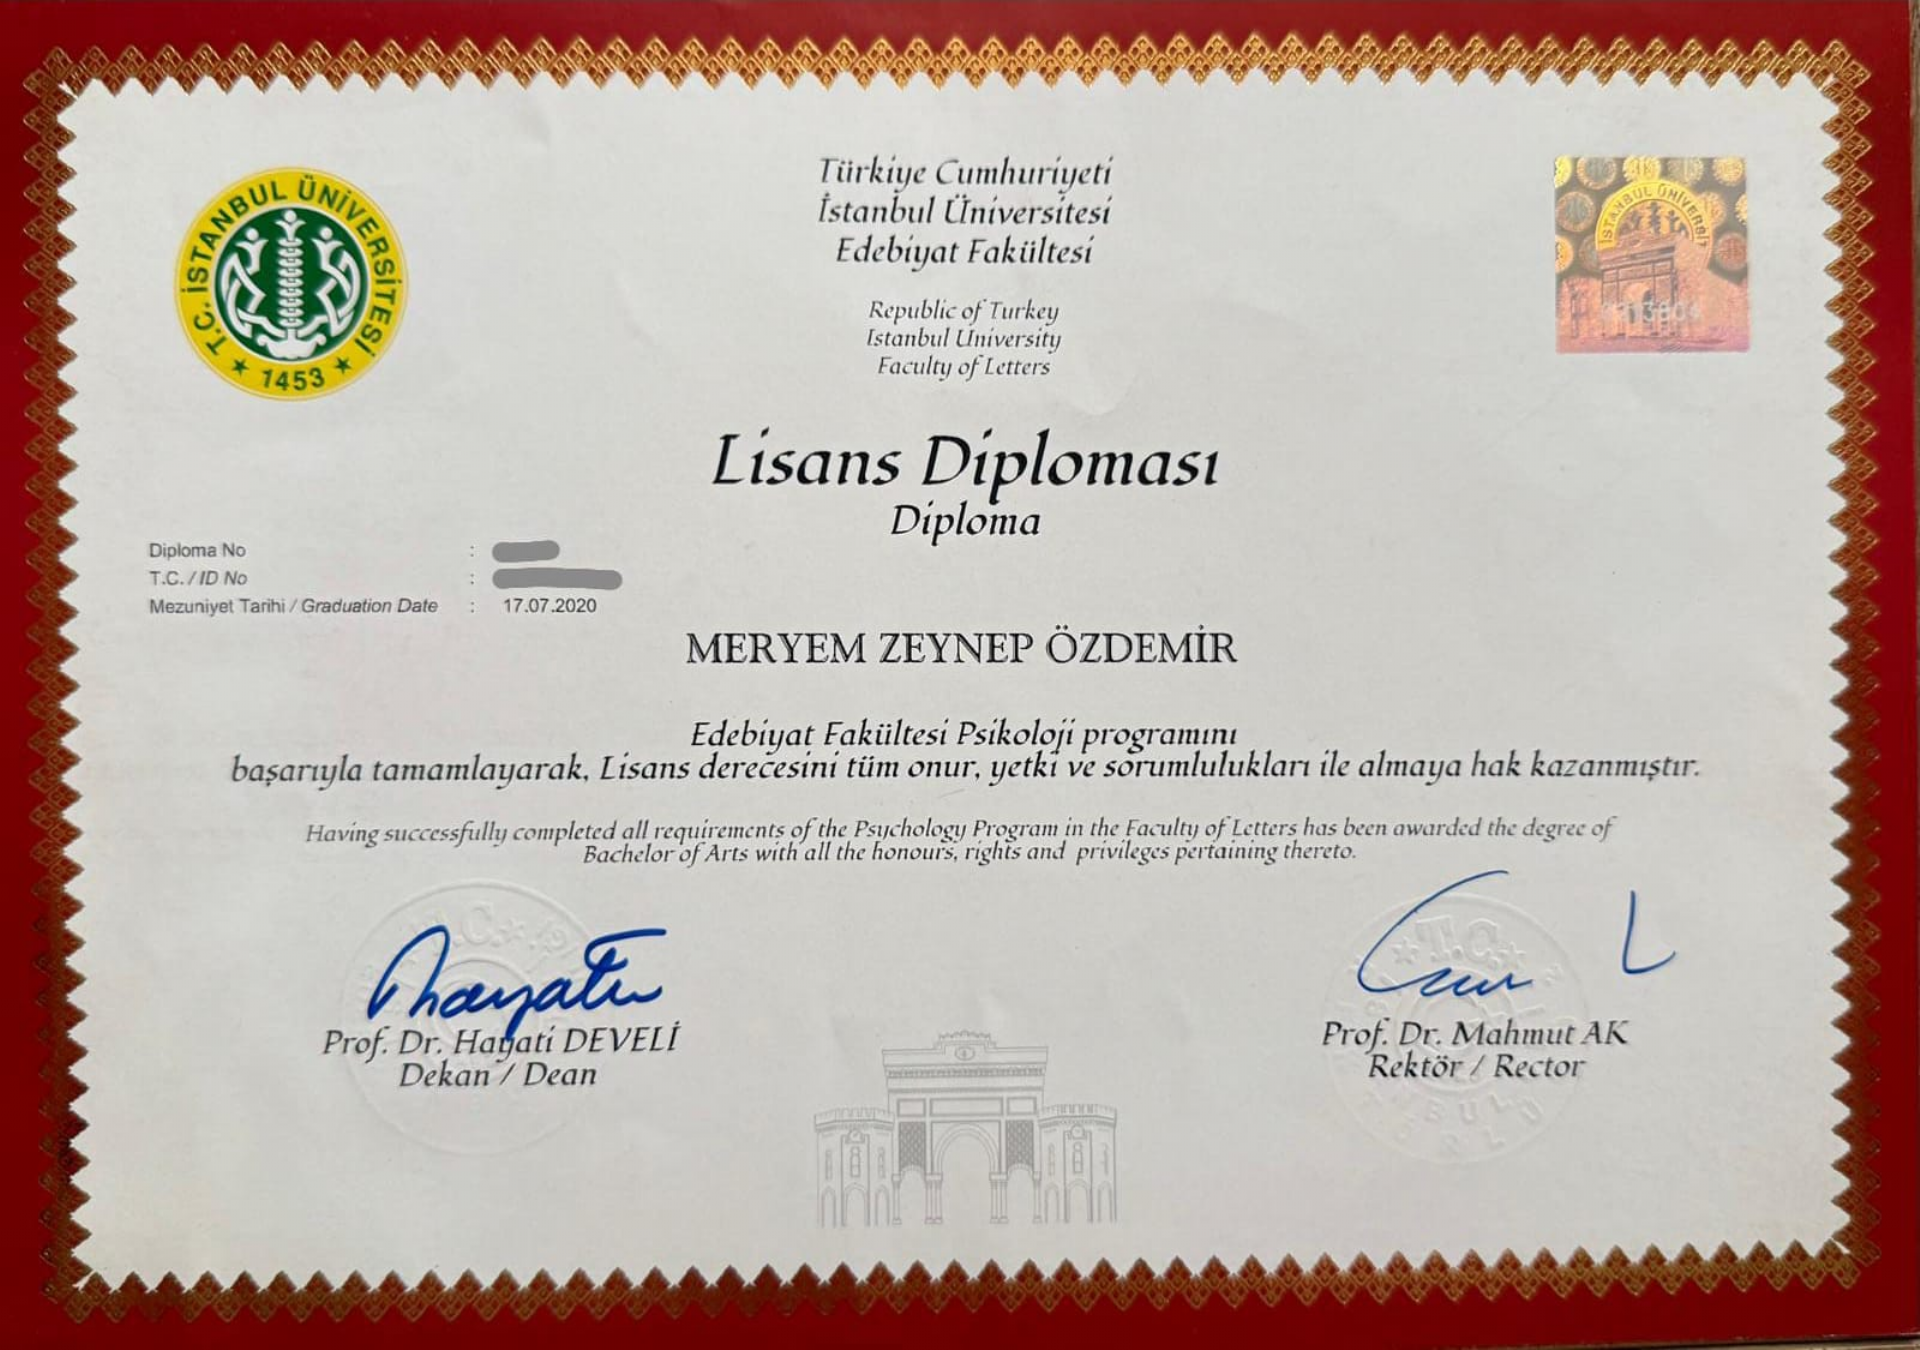 T.C. İSTANBUL ÜNİVERSİTESİ
1453
Türkiye Cumhuriyeti
İstanbul Üniversitesi
Edebiyat Fakültesi
Republic of Turkey
Istanbul University
Faculty of Letters
İSTANBUL ÜNİVERSİT
Lisans Diploması
Diploma
Diploma No :
T.C. / ID No :
Mezuniyet Tarihi / Graduation Date : 17.07.2020
MERYEM ZEYNEP ÖZDEMİR
Edebiyat Fakültesi Psikoloji programını
başarıyla tamamlayarak, Lisans derecesini tüm onur, yetki ve sorumlulukları ile almaya hak kazanmıştır.
Having successfully completed all requirements of the Psychology Program in the Faculty of Letters has been awarded the degree of
Bachelor of Arts with all the honours, rights and privileges pertaining thereto.
T.C.
T.C.
Prof. Dr. Hayati DEVELİ
Dekan / Dean
Prof. Dr. Mahmut AK
Rektör / Rector